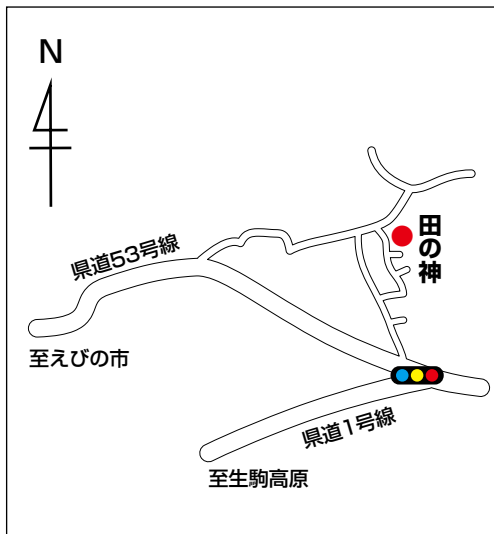 N
田の神
県道53号線
至えびの市
県道1号線
至生駒高原